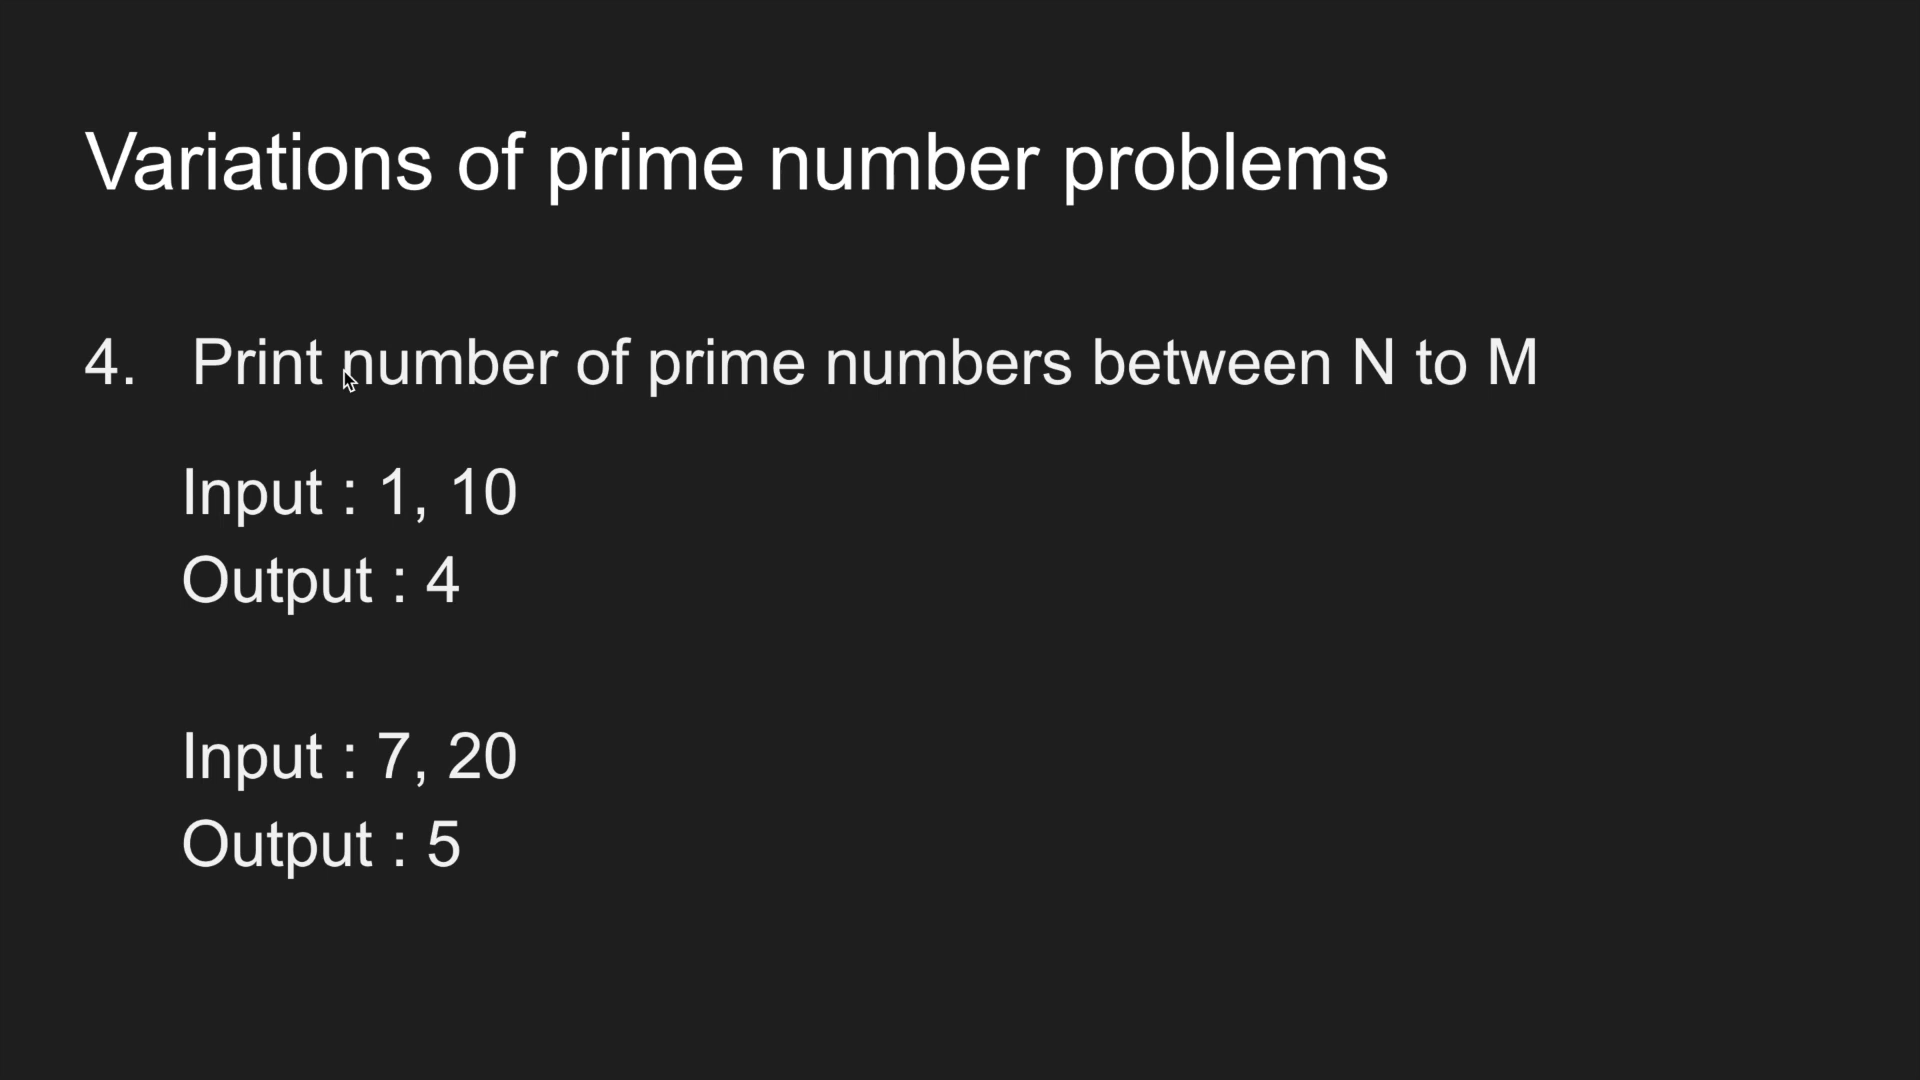 Variations of prime number problems
4. Print number of prime numbers between N to M
Input : 1, 10
Output : 4
Input : 7, 20
Output : 5